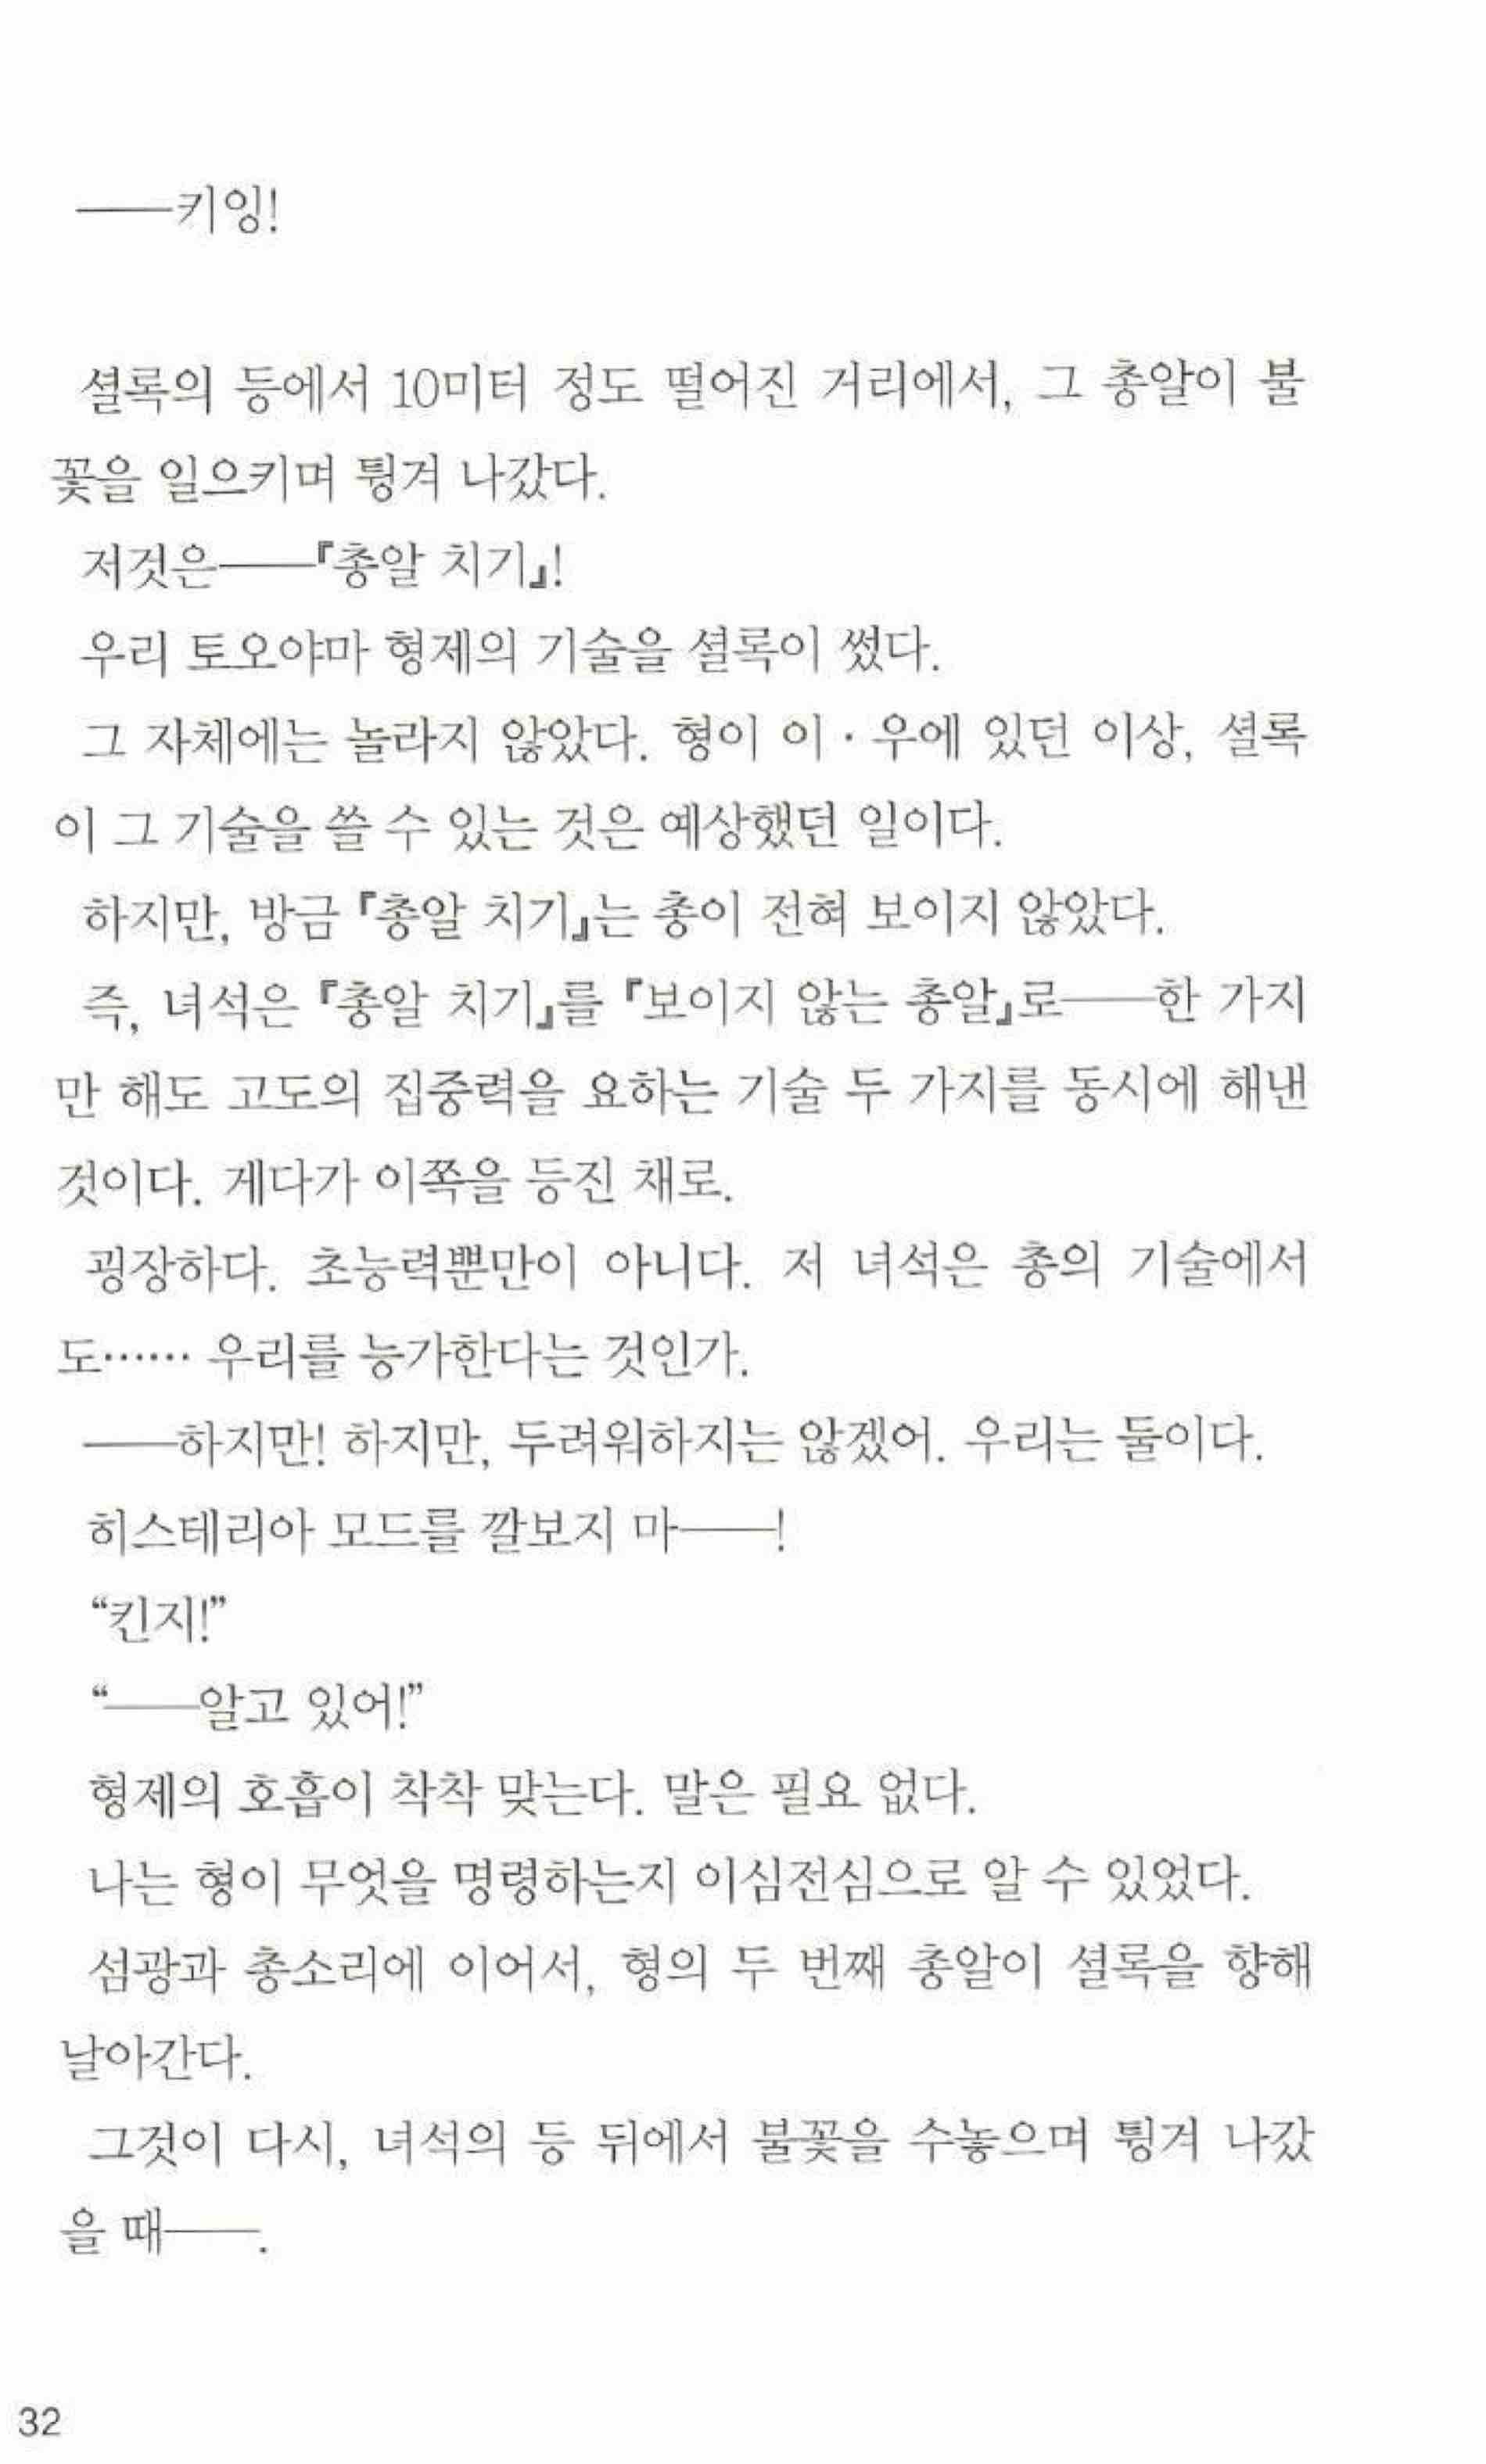 ──키잉!
셜록의 등에서 10미터 정도 떨어진 거리에서, 그 총알이 불
꽃을 일으키며 튕겨 나갔다.
저것은──『총알 치기』!
우리 토오야마 형제의 기술을 셜록이 썼다.
그 자체에는 놀라지 않았다. 형이 이·우에 있던 이상, 셜록
이 그 기술을 쓸 수 있는 것은 예상했던 일이다.
하지만, 방금 『총알 치기』는 총이 전혀 보이지 않았다.
즉, 녀석은 『총알 치기』를 『보이지 않는 총알』로──한 가지
만 해도 고도의 집중력을 요하는 기술 두 가지를 동시에 해낸
것이다. 게다가 이쪽을 등진 채로.
굉장하다. 초능력뿐만이 아니다. 저 녀석은 총의 기술에서
도…… 우리를 능가한다는 것인가.
──하지만! 하지만, 두려워하지는 않겠어. 우리는 둘이다.
히스테리아 모드를 깔보지 마──!
“킨지!”
“──알고 있어!”
형제의 호흡이 착착 맞는다. 말은 필요 없다.
나는 형이 무엇을 명령하는지 이심전심으로 알 수 있었다.
섬광과 총소리에 이어서, 형의 두 번째 총알이 셜록을 향해
날아간다.
그것이 다시, 녀석의 등 뒤에서 불꽃을 수놓으며 튕겨 나갔
을 때──.
32